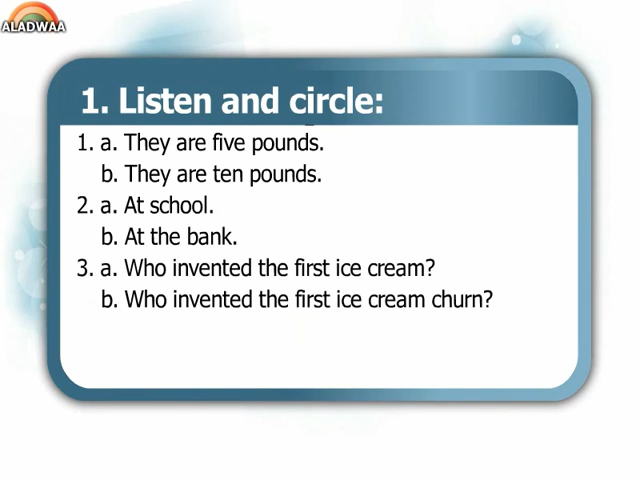 ALADWAA
1. Listen and circle:
1. a. They are five pounds.
b. They are ten pounds.
2. a. At school.
b. At the bank.
3. a. Who invented the first ice cream?
b. Who invented the first ice cream churn?